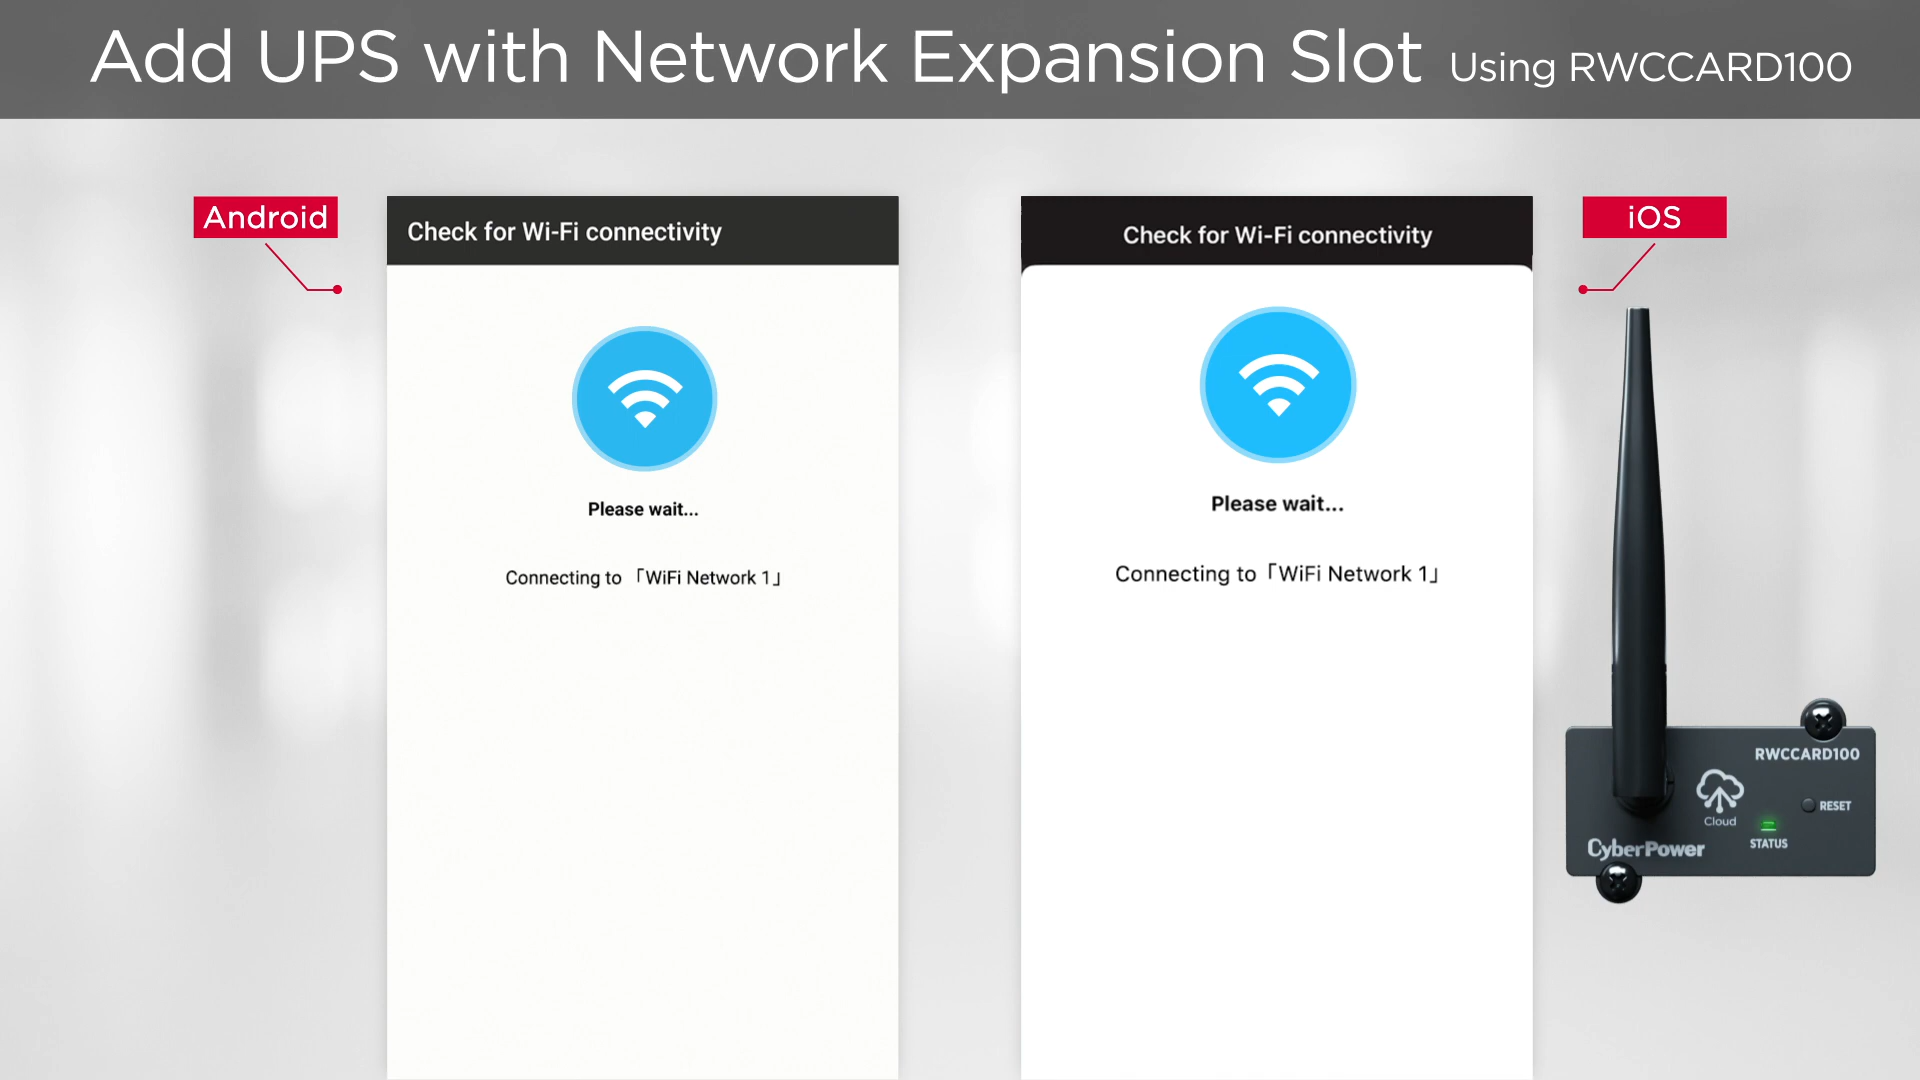 Add UPS with Network Expansion Slot Using RWCCARD100
Android
Check for Wi-Fi connectivity
Please wait...
Connecting to 「WiFi Network 1」
Check for Wi-Fi connectivity
Please wait...
Connecting to「WiFi Network 1」
iOS
RWCCARD100
Cloud
RESET
STATUS
CyberPower